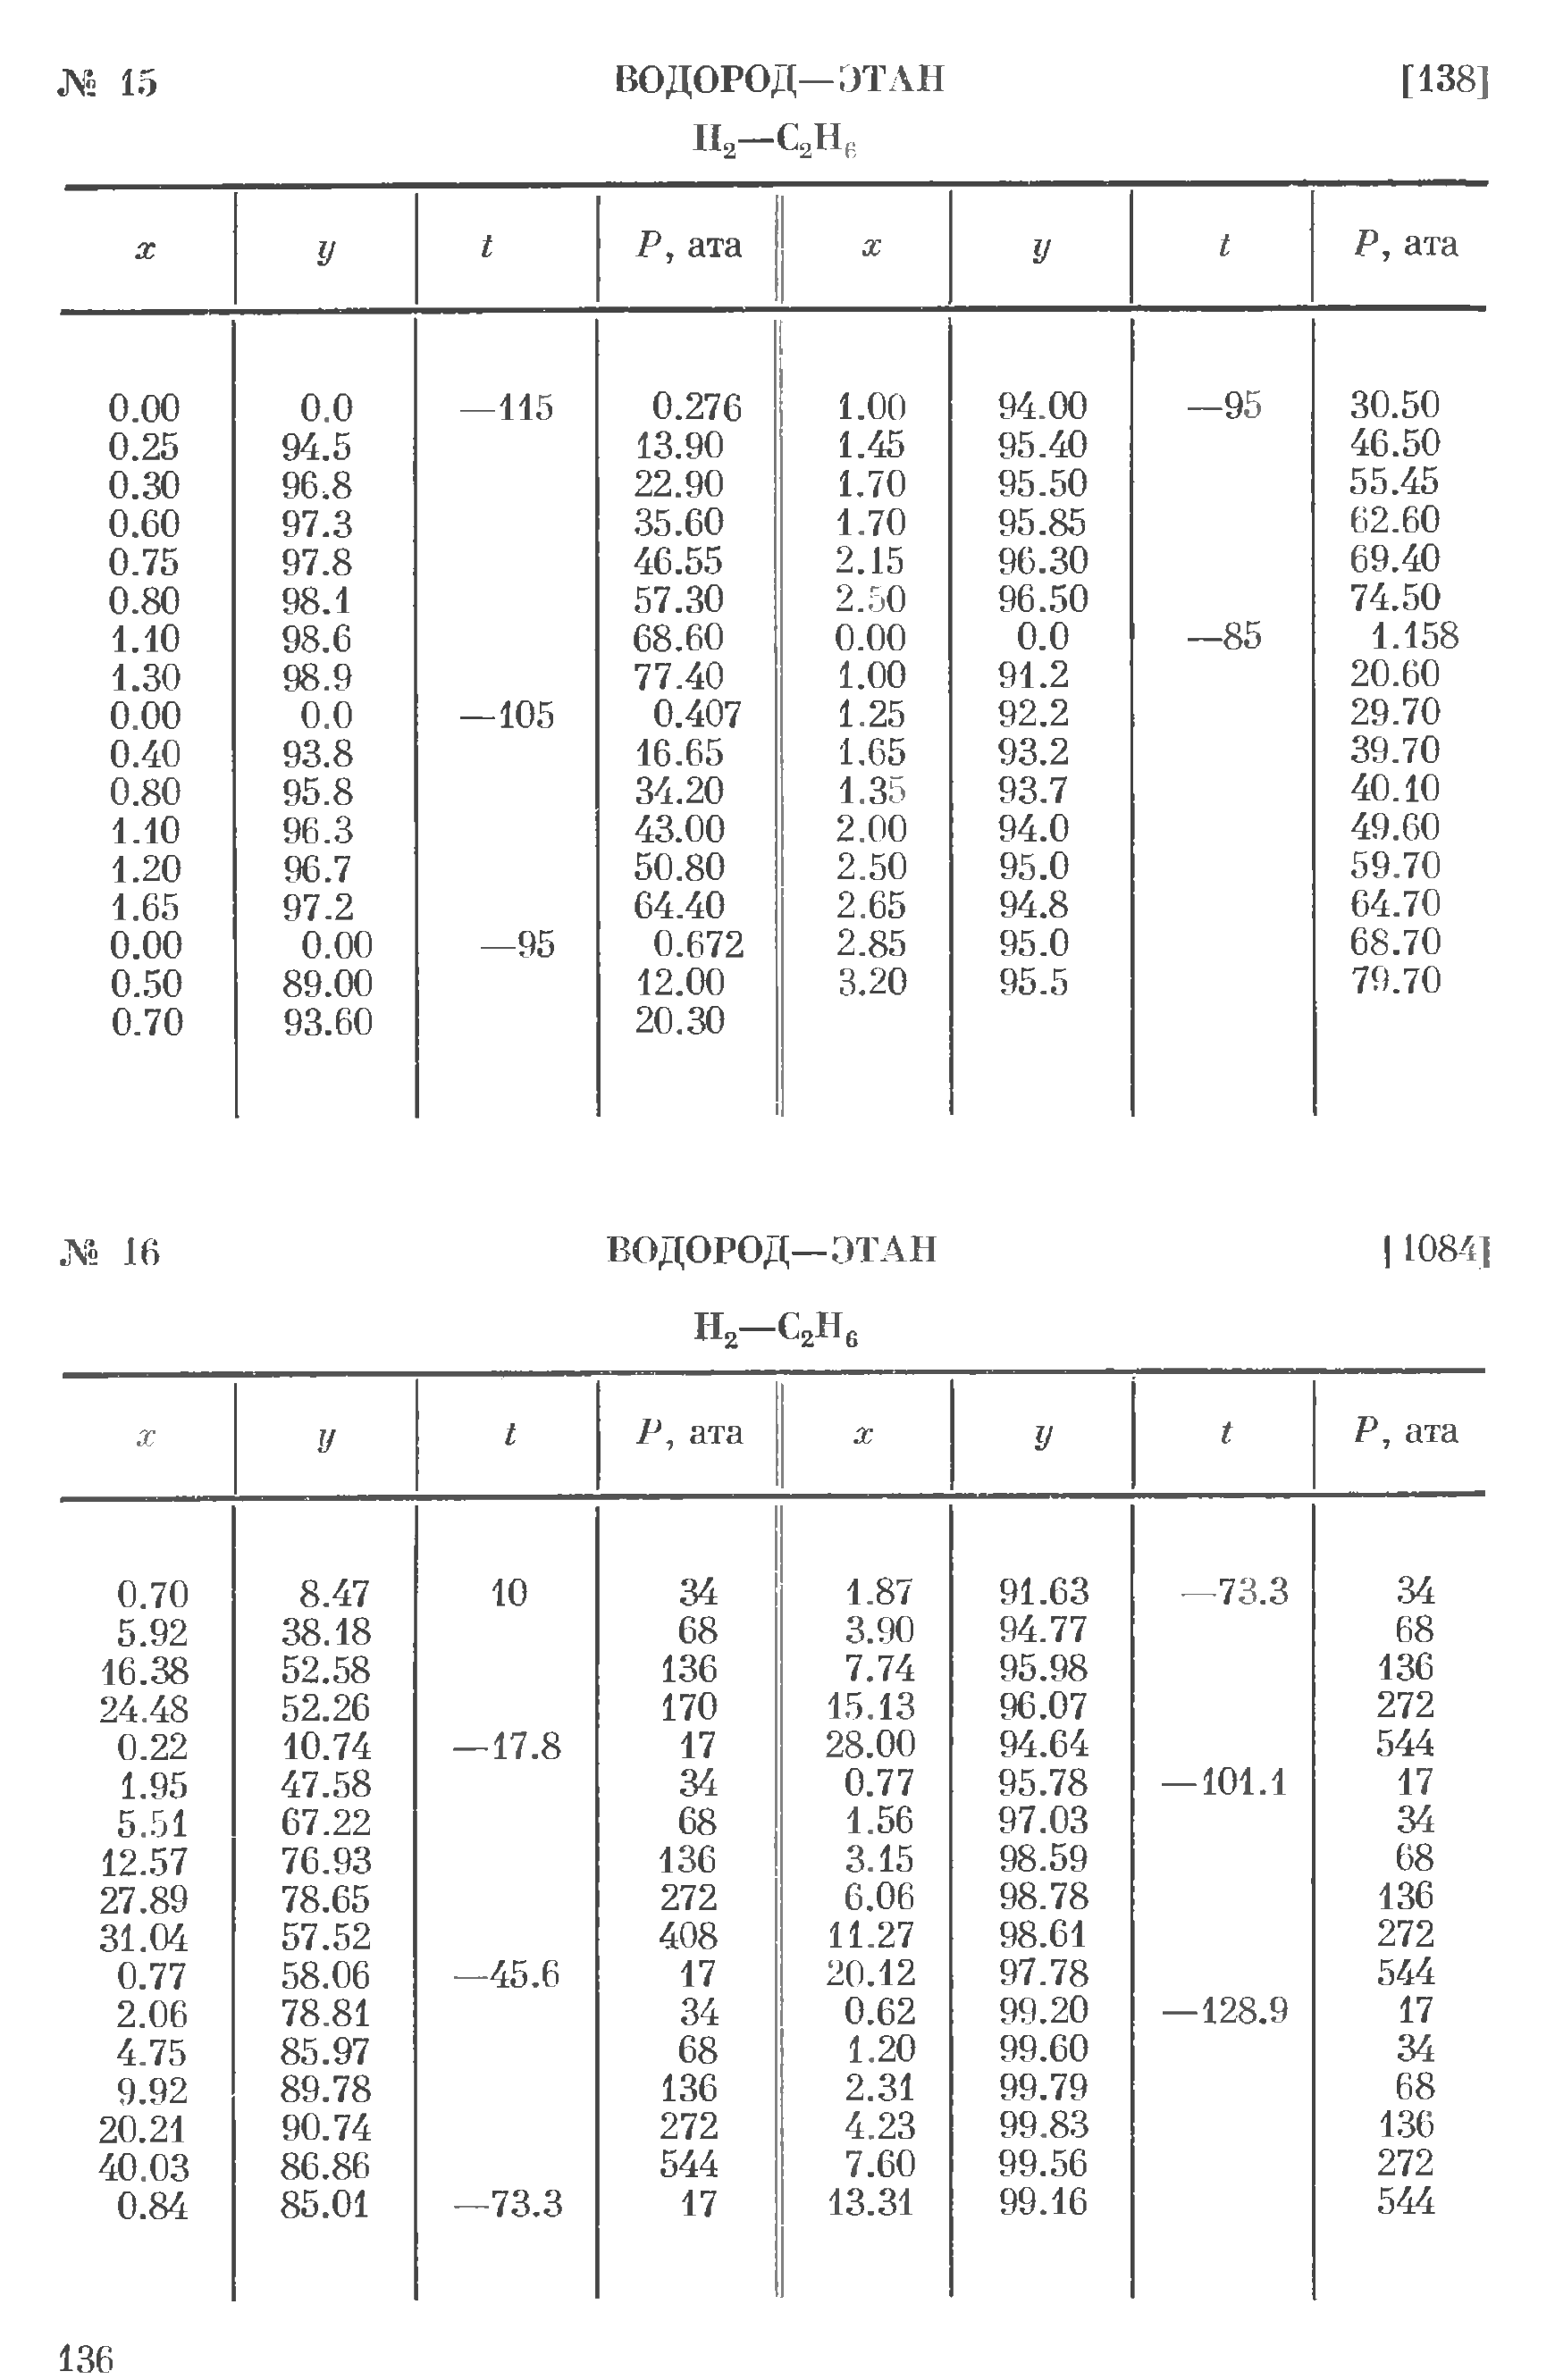 № 15 ВОДОРОД—ЭТАН [138]
H₂—C₂H₆
x y t P, ата x y t P, ата
0.00 0.0 —115 0.276 1.00 94.00 —95 30.50
0.25 94.5 13.90 1.45 95.40 46.50
0.30 96.8 22.90 1.70 95.50 55.45
0.60 97.3 35.60 1.70 95.85 62.60
0.75 97.8 46.55 2.15 96.30 69.40
0.80 98.1 57.30 2.50 96.50 74.50
1.10 98.6 68.60 0.00 0.0 —85 1.158
1.30 98.9 77.40 1.00 91.2 20.60
0.00 0.0 —105 0.407 1.25 92.2 29.70
0.40 93.8 16.65 1.65 93.2 39.70
0.80 95.8 34.20 1.35 93.7 40.10
1.10 96.3 43.00 2.00 94.0 49.60
1.20 96.7 50.80 2.50 95.0 59.70
1.65 97.2 64.40 2.65 94.8 64.70
0.00 0.00 —95 0.672 2.85 95.0 68.70
0.50 89.00 12.00 3.20 95.5 79.70
0.70 93.60 20.30
№ 16 ВОДОРОД—ЭТАН [1084]
H₂—C₂H₆
x y t P, ата x y t P, ата
0.70 8.47 10 34 1.87 91.63 —73.3 34
5.92 38.18 68 3.90 94.77 68
16.38 52.58 136 7.74 95.98 136
24.48 52.26 170 15.13 96.07 272
0.22 10.74 —17.8 17 28.00 94.64 544
1.95 47.58 34 0.77 95.78 —101.1 17
5.51 67.22 68 1.56 97.03 34
12.57 76.93 136 3.15 98.59 68
27.89 78.65 272 6.06 98.78 136
31.04 57.52 408 11.27 98.61 272
0.77 58.06 —45.6 17 20.12 97.78 544
2.06 78.81 34 0.62 99.20 —128.9 17
4.75 85.97 68 1.20 99.60 34
9.92 89.78 136 2.31 99.79 68
20.21 90.74 272 4.23 99.83 136
40.03 86.86 544 7.60 99.56 272
0.84 85.01 —73.3 17 13.31 99.16 544
136